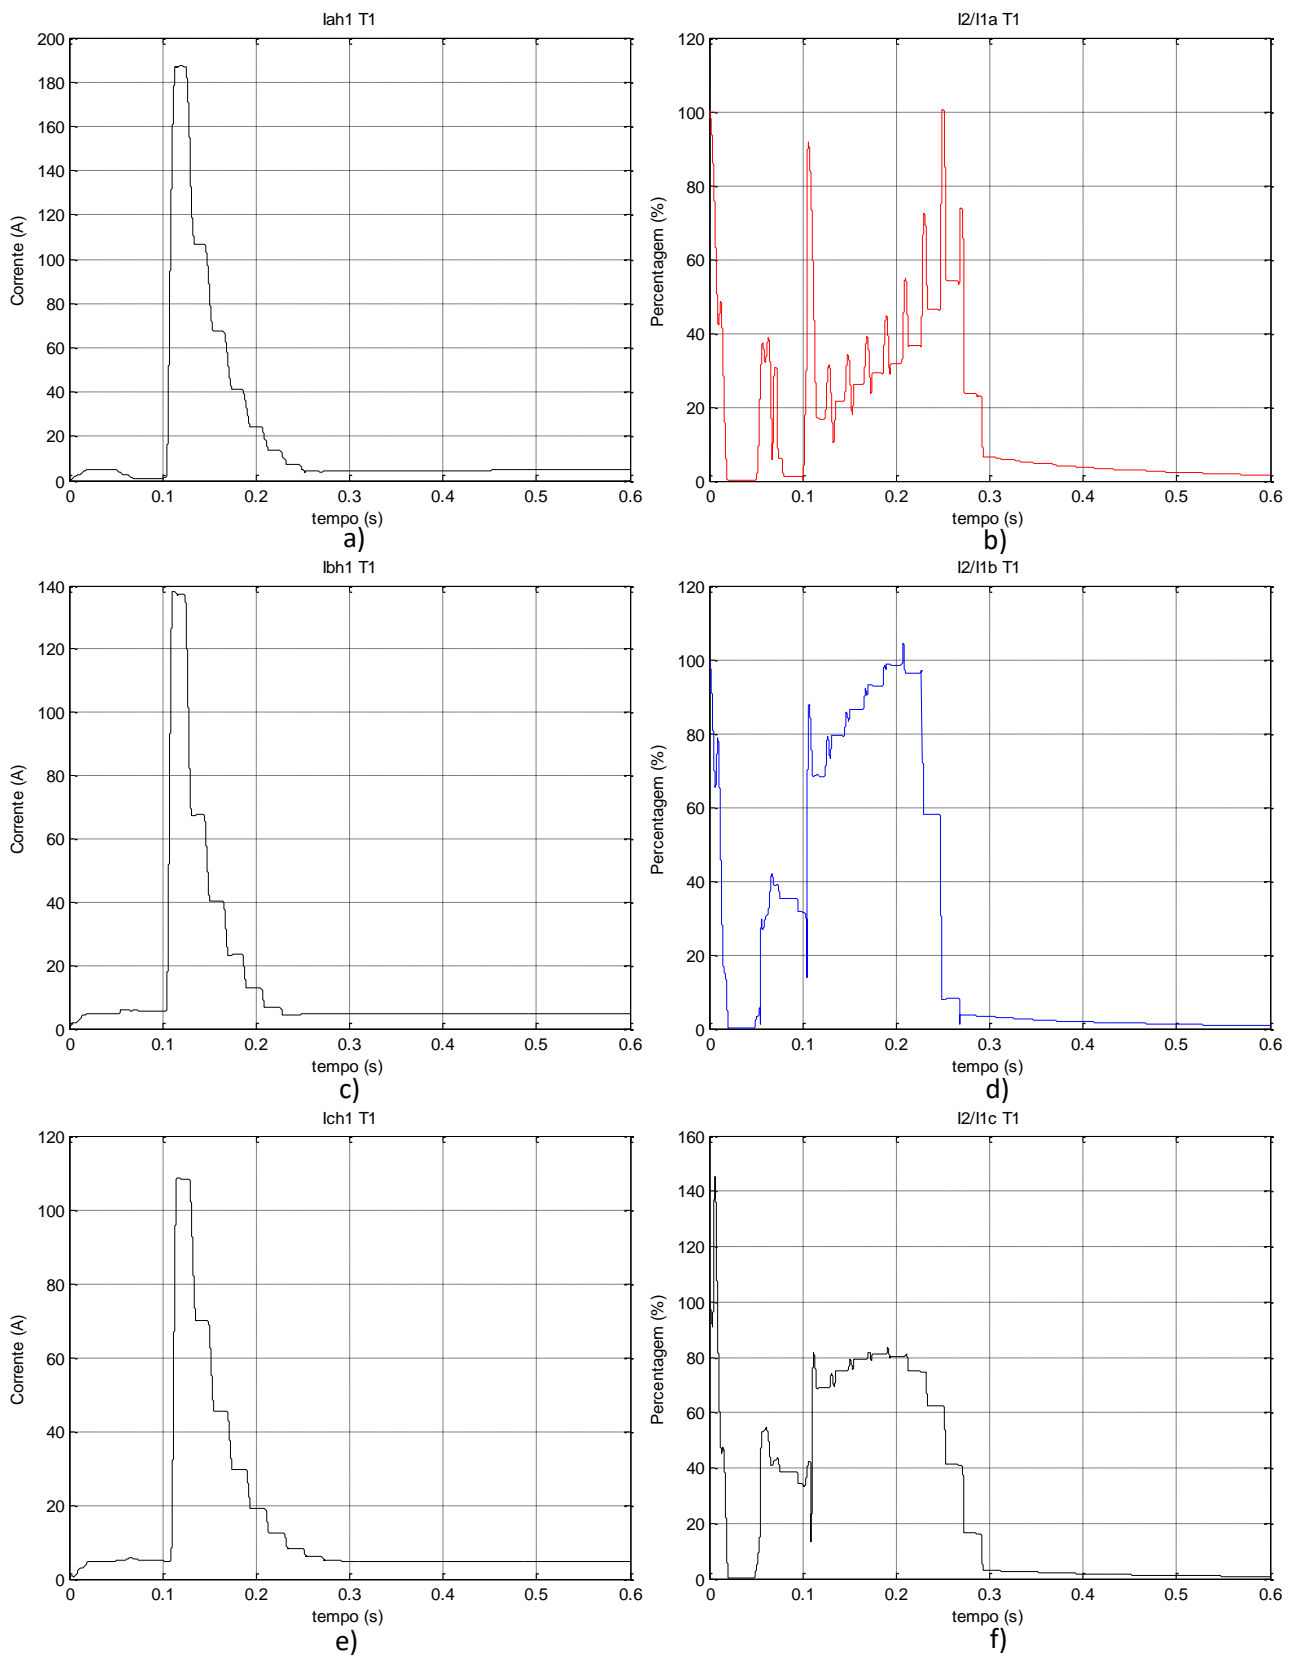 Iah1 T1
Corrente (A)
200
180
160
140
120
100
80
60
40
20
0
0 0.1 0.2 0.3 0.4 0.5 0.6
tempo (s)
a)
I2/I1a T1
Percentagem (%)
120
100
80
60
40
20
0
0 0.1 0.2 0.3 0.4 0.5 0.6
tempo (s)
b)
Ibh1 T1
Corrente (A)
140
120
100
80
60
40
20
0
0 0.1 0.2 0.3 0.4 0.5 0.6
tempo (s)
c)
I2/I1b T1
Percentagem (%)
120
100
80
60
40
20
0
0 0.1 0.2 0.3 0.4 0.5 0.6
tempo (s)
d)
Ich1 T1
Corrente (A)
120
100
80
60
40
20
0
0 0.1 0.2 0.3 0.4 0.5 0.6
tempo (s)
e)
I2/I1c T1
Percentagem (%)
160
140
120
100
80
60
40
20
0
0 0.1 0.2 0.3 0.4 0.5 0.6
tempo (s)
f)